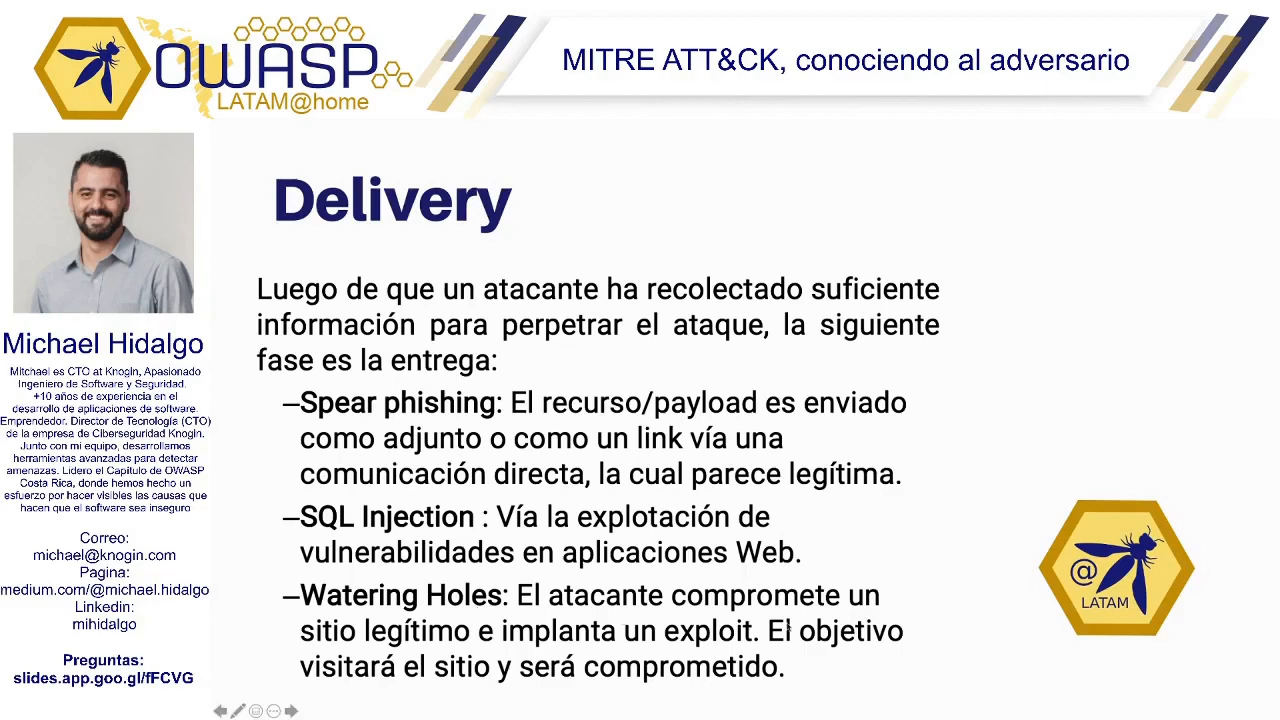 OWASP
LATAM@home
MITRE ATT&CK, conociendo al adversario
Michael Hidalgo
Mitchael es CTO at Knogin, Apasionado
Ingeniero de Software y Seguridad.
+10 años de experiencia en el
desarrollo de aplicaciones de software.
Emprendedor. Director de Tecnología (CTO)
de la empresa de Ciberseguridad Knogin.
Junto con mi equipo, desarrollamos
herramientas avanzadas para detectar
amenazas. Lidero el Capítulo de OWASP
Costa Rica, donde hemos hecho un
esfuerzo por hacer visibles las causas que
hacen que el software sea inseguro
Correo:
michael@knogin.com
Pagina:
medium.com/@michael.hidalgo
Linkedin:
mihidalgo
Preguntas:
slides.app.goo.gl/fFCVG
Delivery
Luego de que un atacante ha recolectado suficiente
información para perpetrar el ataque, la siguiente
fase es la entrega:
–Spear phishing: El recurso/payload es enviado
como adjunto o como un link vía una
comunicación directa, la cual parece legítima.
–SQL Injection : Vía la explotación de
vulnerabilidades en aplicaciones Web.
–Watering Holes: El atacante compromete un
sitio legítimo e implanta un exploit. El objetivo
visitará el sitio y será comprometido.
@
LATAM